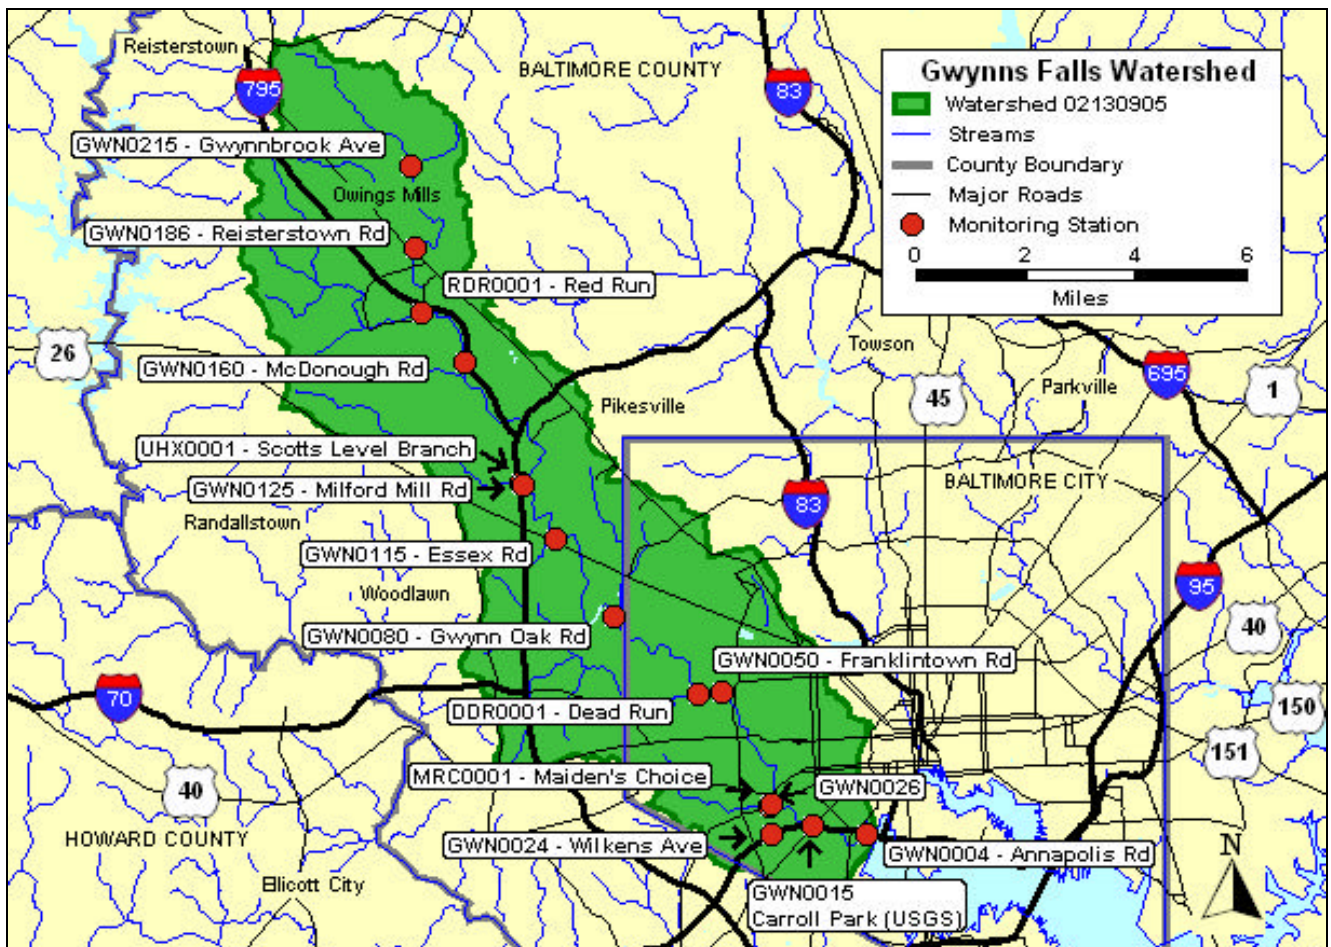 Reisterstown
BALTIMORE COUNTY
795
83
Gwynns Falls Watershed
Watershed 02130905
Streams
County Boundary
Major Roads
Monitoring Station
0 2 4 6
Miles
GWN0215 - Gwynnbrook Ave
Owings Mills
GWN0186 - Reisterstown Rd
RDR0001 - Red Run
26
GWN0160 - McDonough Rd
Towson
Parkville
695
45
1
Pikesville
UHX0001 - Scotts Level Branch
GWN0125 - Milford Mill Rd
BALTIMORE CITY
83
Randallstown
GWN0115 - Essex Rd
Woodlawn
95
GWN0080 - Gwynn Oak Rd
40
GWN0050 - Franklintown Rd
70
DDR0001 - Dead Run
150
151
MRC0001 - Maiden's Choice
GWN0026
40
HOWARD COUNTY
GWN0024 - Wilkens Ave
GWN0004 - Annapolis Rd
N
Ellicott City
GWN0015
Carroll Park (USGS)